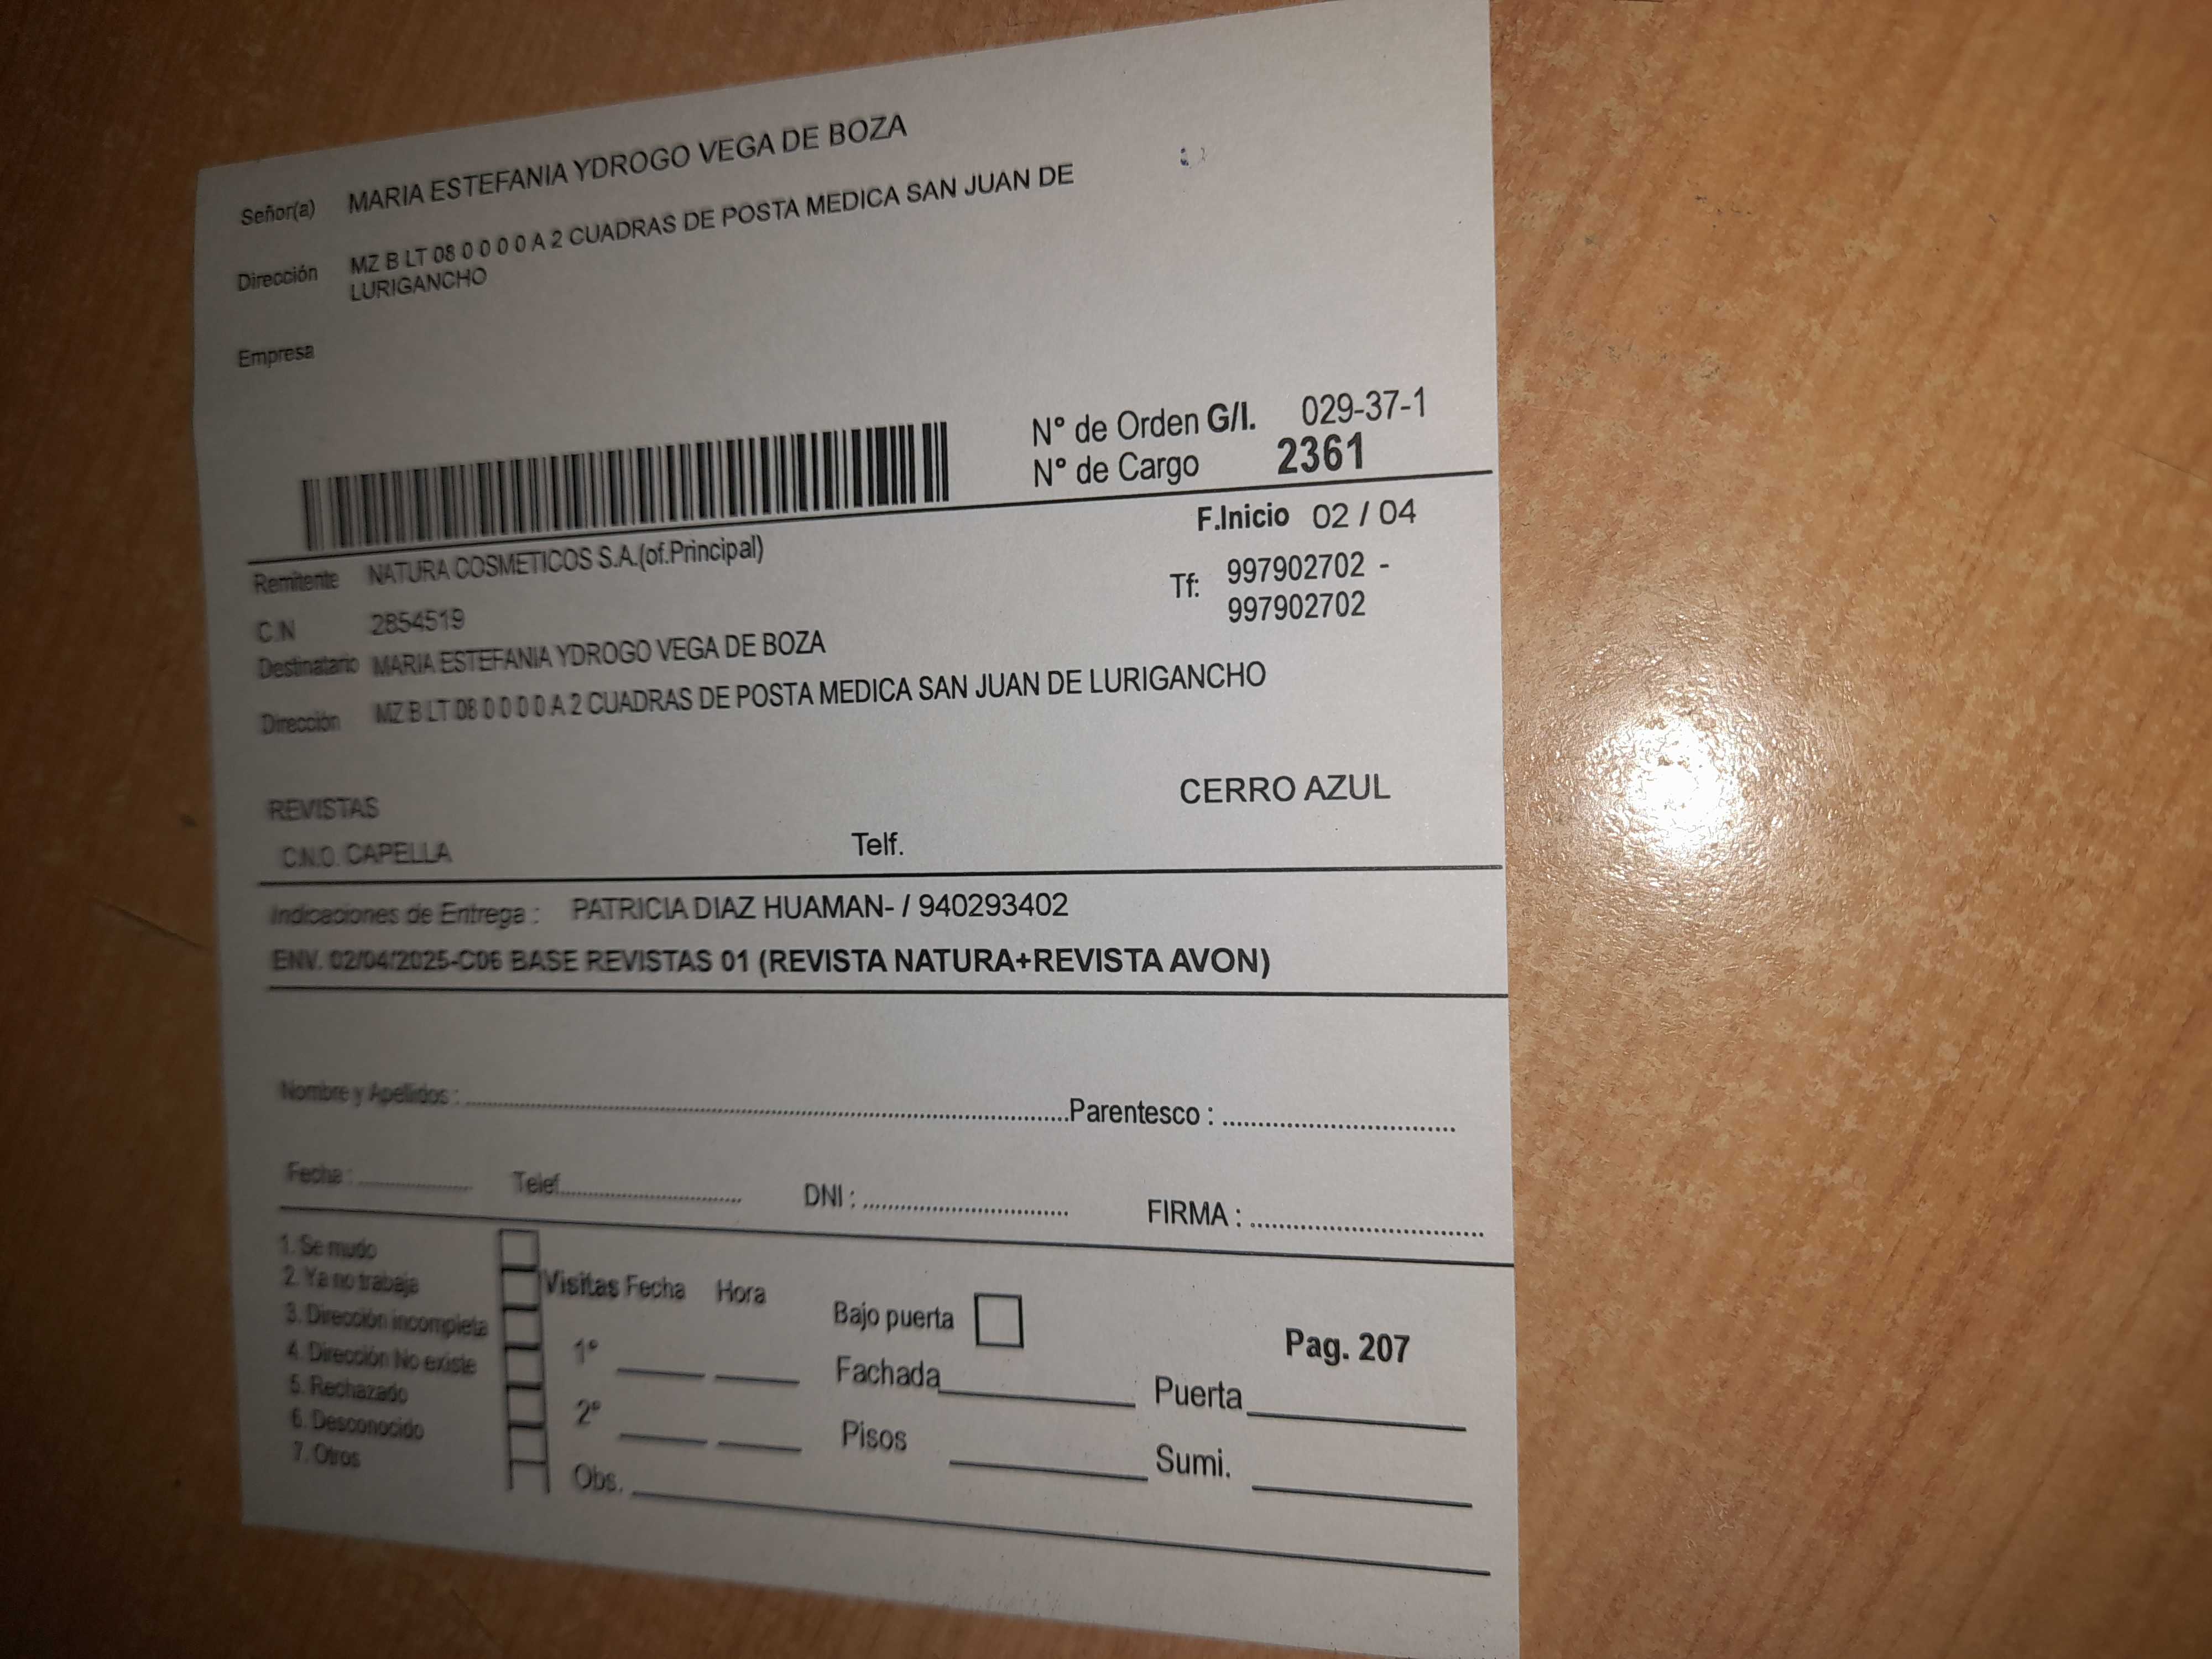 Señor(a) MARIA ESTEFANIA YDROGO VEGA DE BOZA
Dirección MZ B LT 08 0 0 0 0 A 2 CUADRAS DE POSTA MEDICA SAN JUAN DE
LURIGANCHO
Empresa
N° de Orden G/I. 029-37-1
N° de Cargo 2361
F.Inicio 02 / 04
Remitente NATURA COSMETICOS S.A.(of.Principal)
Tf: 997902702 -
997902702
C.N 2854519
Destinatario MARIA ESTEFANIA YDROGO VEGA DE BOZA
Dirección MZ B LT 08 0 0 0 0 A 2 CUADRAS DE POSTA MEDICA SAN JUAN DE LURIGANCHO
REVISTAS CERRO AZUL
C.N.O. CAPELLA Telf.
Indicaciones de Entrega : PATRICIA DIAZ HUAMAN- / 940293402
ENV. 02/04/2025-C06 BASE REVISTAS 01 (REVISTA NATURA+REVISTA AVON)
Nombre y Apellidos : Parentesco :
Fecha : Telef. DNI : FIRMA :
1. Se mudo
2. Ya no trabaja
3. Dirección incompleta
4. Dirección No existe
5. Rechazado
6. Desconocido
7. Otros
Visitas Fecha Hora
1°
2°
Obs.
Bajo puerta
Pag. 207
Fachada Puerta
Pisos Sumi.